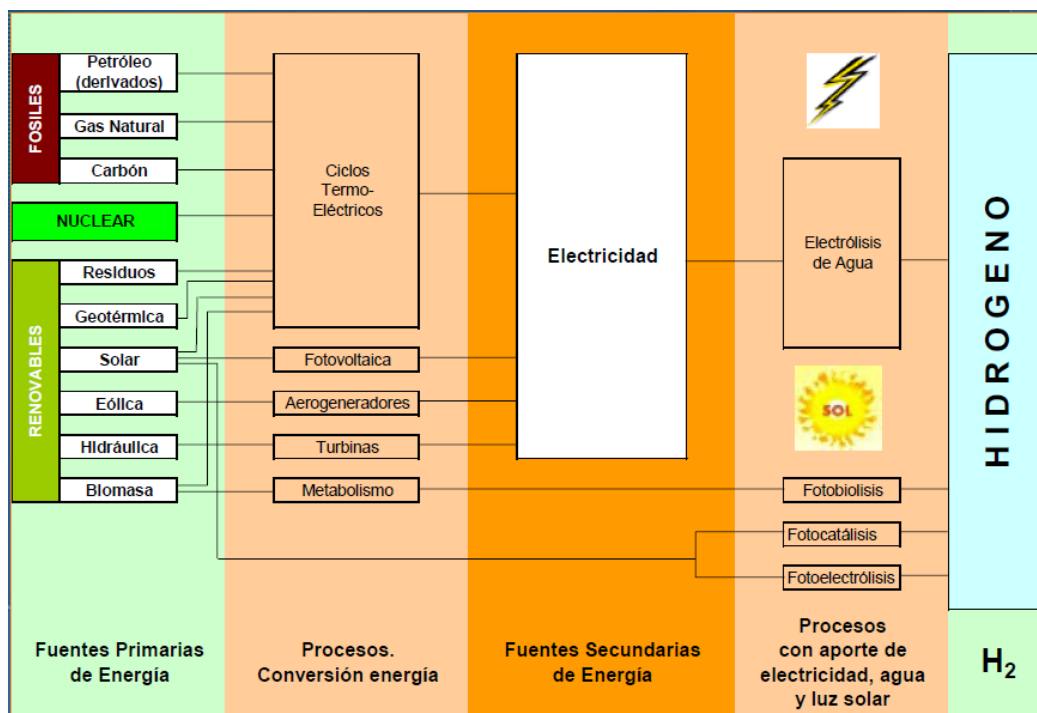 Petróleo
(derivados)
FOSILES
Gas Natural
Carbón
NUCLEAR
Residuos
Geotérmica
RENOVABLES
Solar
Eólica
Hidráulica
Biomasa
Ciclos
Termo-
Eléctricos
Fotovoltaica
Aerogeneradores
Turbinas
Metabolismo
Electricidad
Electrólisis
de Agua
SOL
Fotobiolisis
Fotocatálisis
Fotoelectrólisis
HIDROGENO
Fuentes Primarias
de Energía
Procesos.
Conversión energía
Fuentes Secundarias
de Energía
Procesos
con aporte de
electricidad, agua
y luz solar
H₂